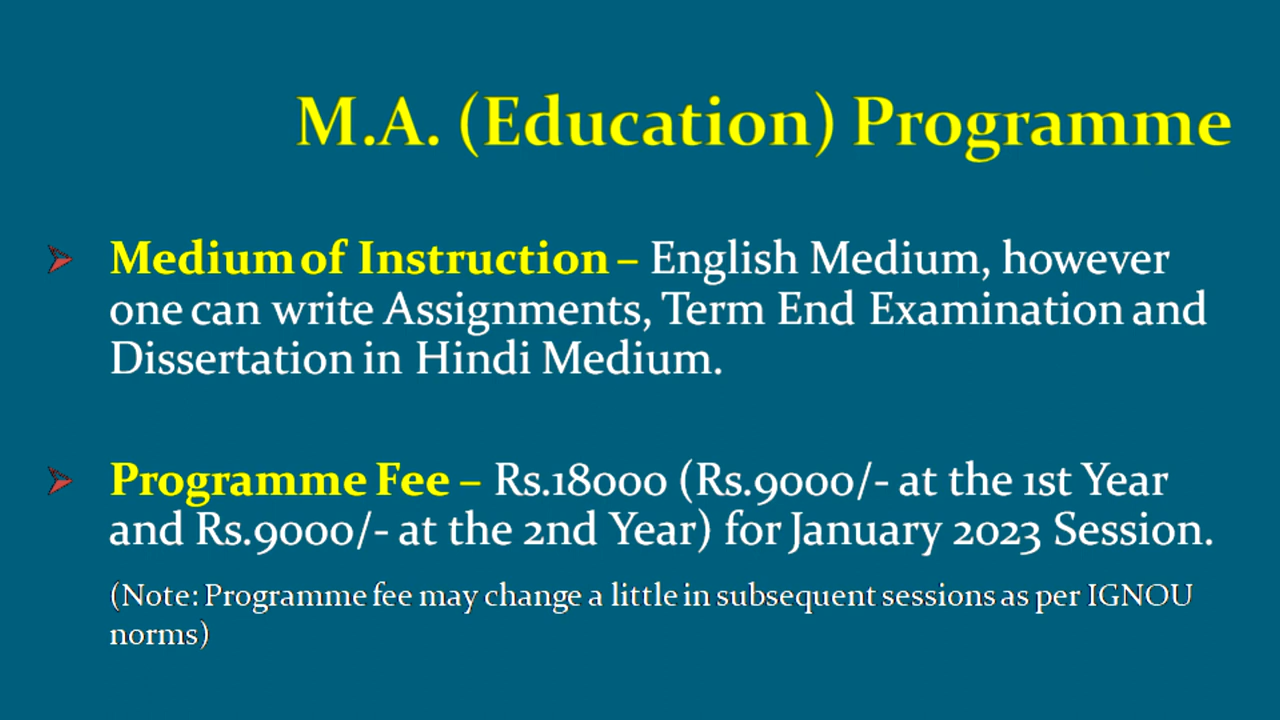 M.A. (Education) Programme
Medium of Instruction – English Medium, however
one can write Assignments, Term End Examination and
Dissertation in Hindi Medium.
Programme Fee – Rs.18000 (Rs.9000/- at the 1st Year
and Rs.9000/- at the 2nd Year) for January 2023 Session.
(Note: Programme fee may change a little in subsequent sessions as per IGNOU
norms)